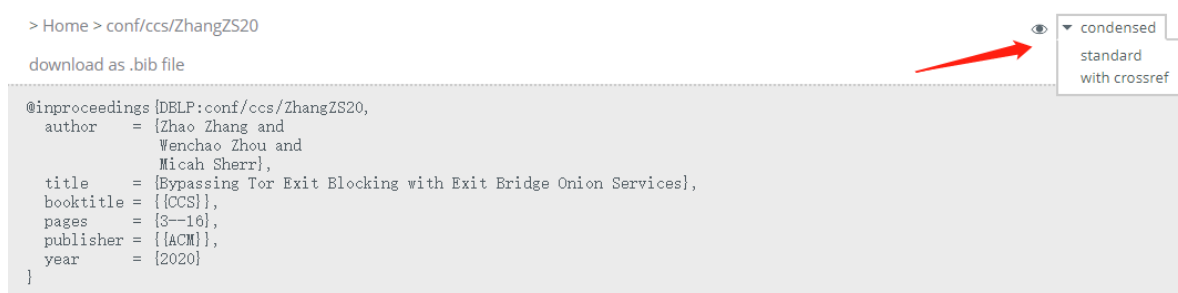 > Home > conf/ccs/ZhangZS20
condensed
standard
with crossref
download as .bib file
@inproceedings{DBLP:conf/ccs/ZhangZS20,
  author    = {Zhao Zhang and
               Wenchao Zhou and
               Micah Sherr},
  title     = {Bypassing Tor Exit Blocking with Exit Bridge Onion Services},
  booktitle = {{CCS}},
  pages     = {3--16},
  publisher = {{ACM}},
  year      = {2020}
}